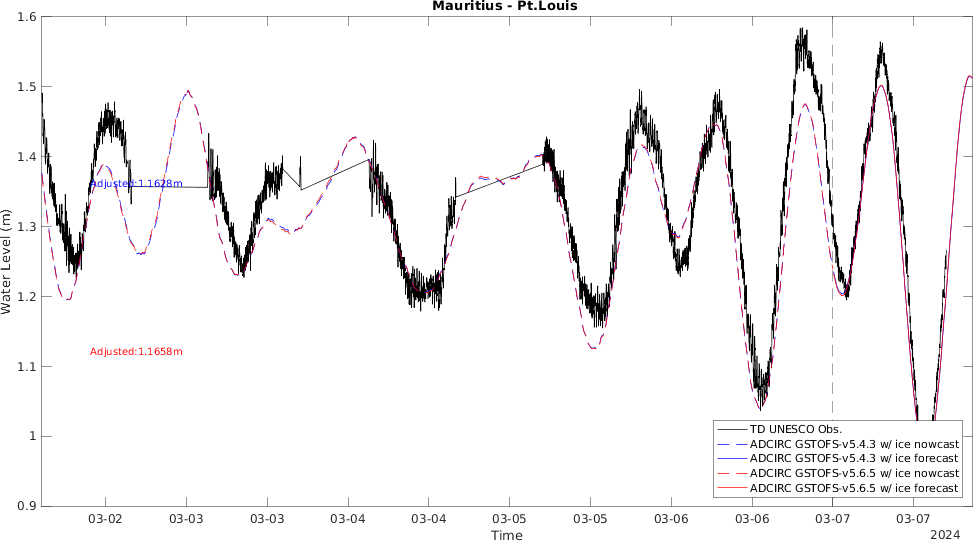 Mauritius - Pt.Louis
1.6
1.5
1.4
1.3
1.2
1.1
1
0.9
Water Level (m)
Adjusted:1.1628m
Adjusted:1.1658m
TD UNESCO Obs.
ADCIRC GSTOFS-v5.4.3 w/ ice nowcast
ADCIRC GSTOFS-v5.4.3 w/ ice forecast
ADCIRC GSTOFS-v5.6.5 w/ ice nowcast
ADCIRC GSTOFS-v5.6.5 w/ ice forecast
03-02 03-03 03-03 03-04 03-04 03-05 03-05 03-06 03-06 03-07 03-07
Time
2024